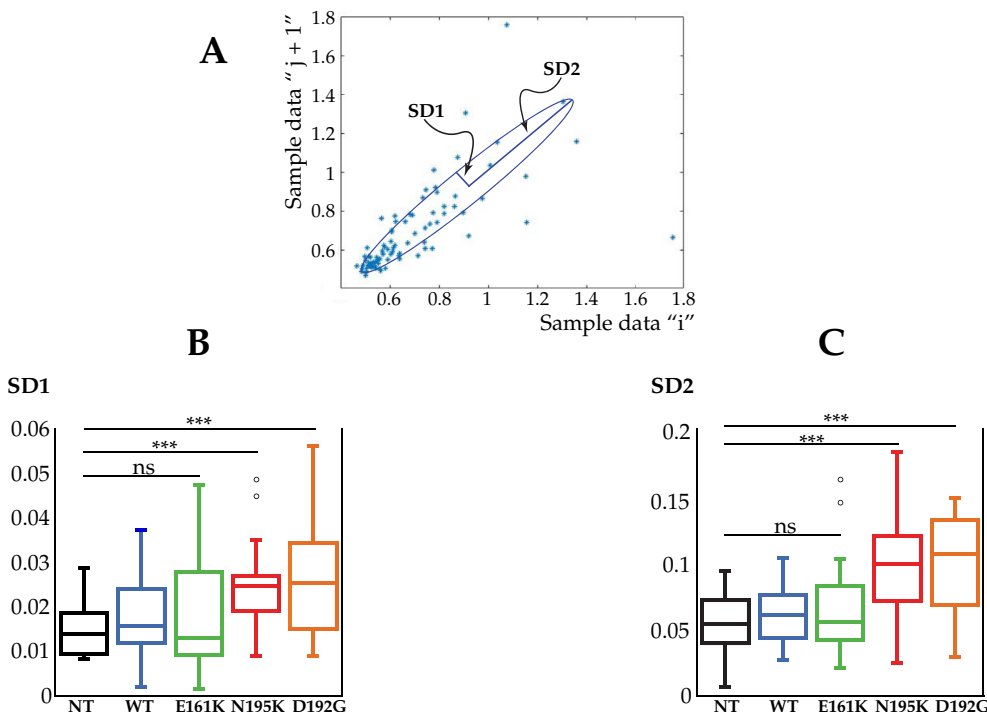 A
Sample data “ j + 1”
1.8
1.6
1.4
1.2
1
0.8
0.6
SD1
SD2
0.6 0.8 1 1.2 1.4 1.6 1.8
Sample data “i”
B
SD1
0.06
0.05
0.04
0.03
0.02
0.01
0
***
***
ns
NT WT E161K N195K D192G
C
SD2
0.2
0.15
0.1
0.05
0
***
***
ns
NT WT E161K N195K D192G